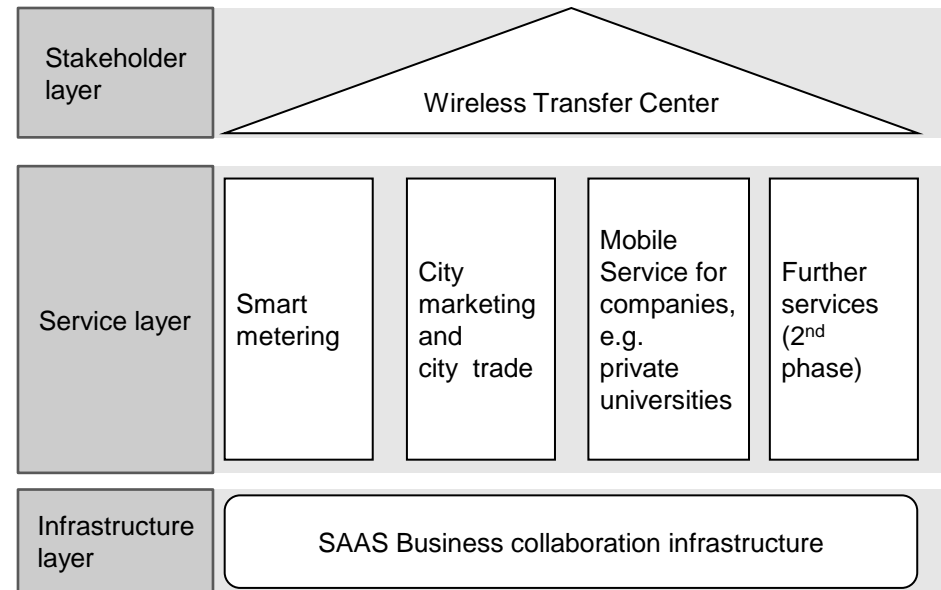 Stakeholder
layer
Wireless Transfer Center
Service layer
Smart
metering
City
marketing
and
city trade
Mobile
Service for
companies,
e.g.
private
universities
Further
services
(2nd
phase)
Infrastructure
layer
SAAS Business collaboration infrastructure